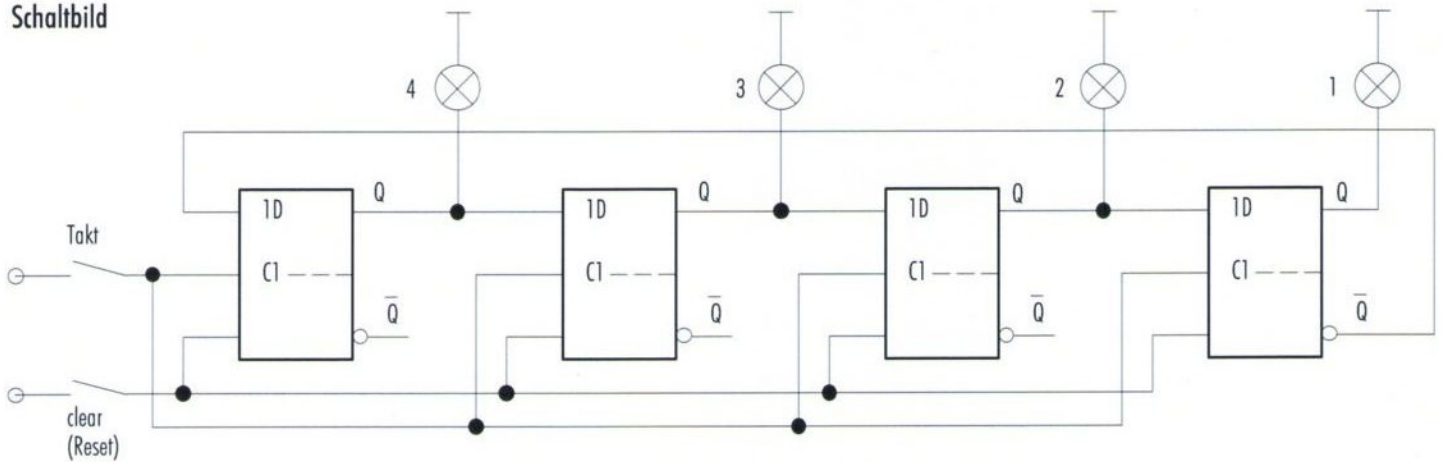 Schaltbild
4
3
2
1
1D
Q
1D
Q
1D
Q
1D
Q
Takt
C1
C1
C1
C1
Q̅
Q̅
Q̅
Q̅
clear
(Reset)